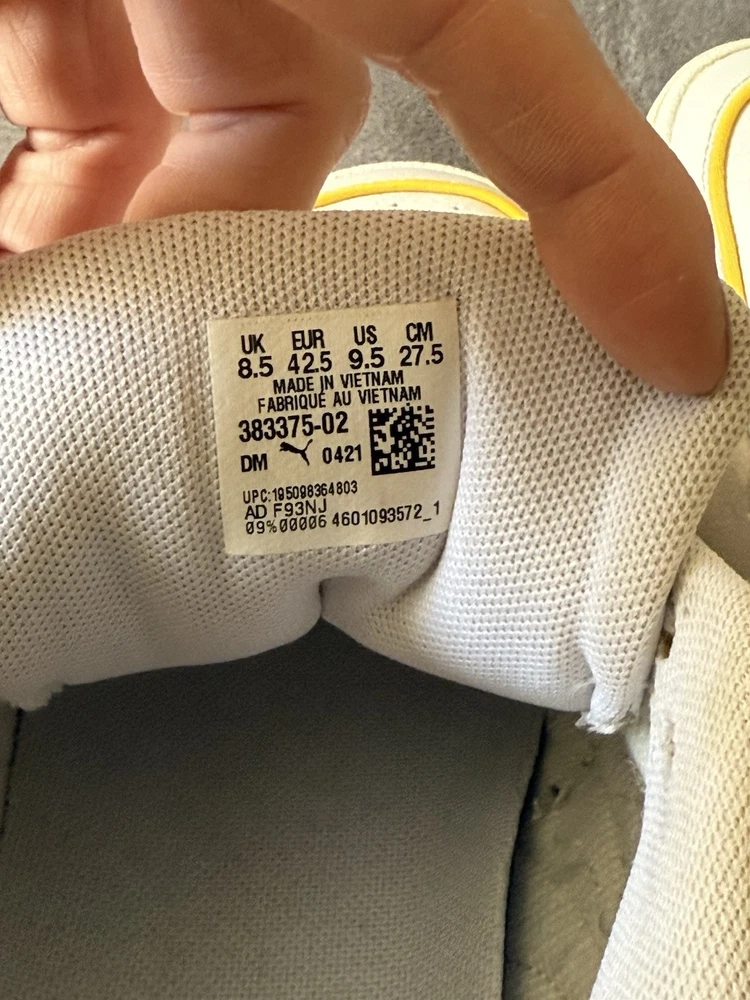 UK EUR US CM
8.5 42.5 9.5 27.5
MADE IN VIETNAM
FABRIQUÉ AU VIETNAM
383375-02
DM 0421
UPC:195098364803
AD F93NJ
09%00006 4601093572_1